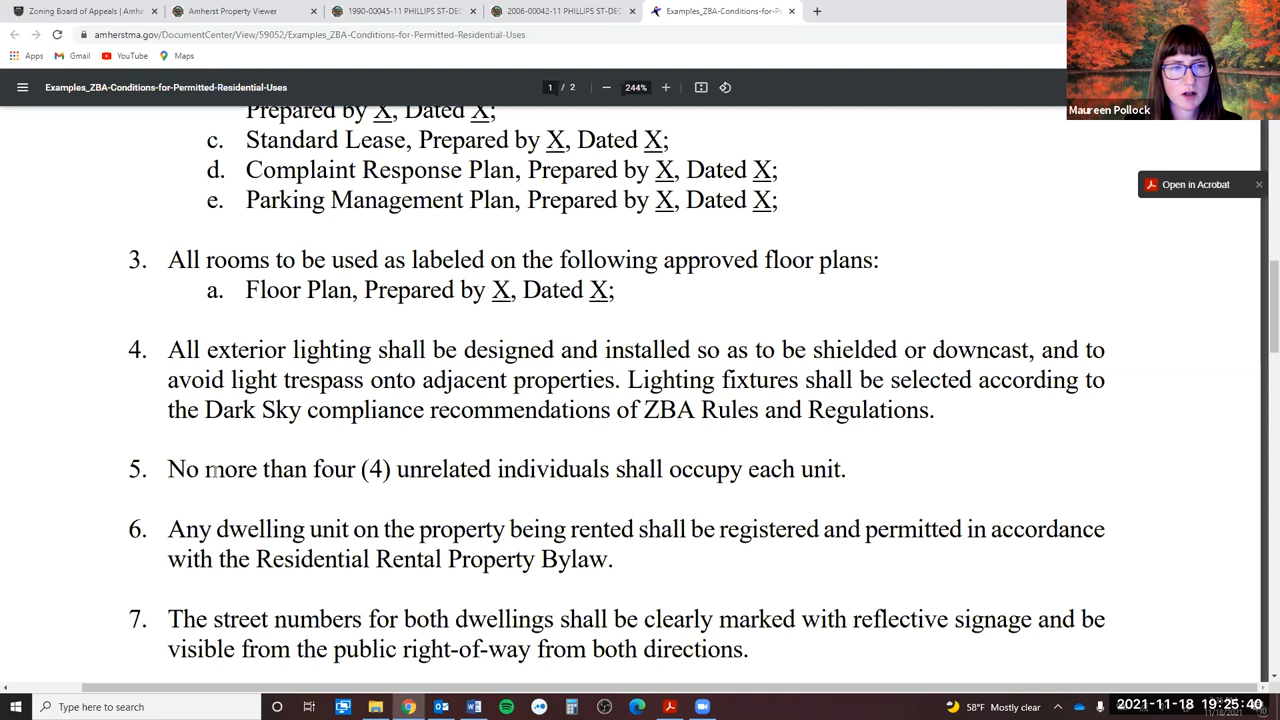 Zoning Board of Appeals | Amhe
Amherst Property Viewer
1990-00045-11 PHILLIPS ST-DEC
2006-00042-11 PHILLIPS ST-DEC
Examples_ZBA-Conditions-for-P
amherstma.gov/DocumentCenter/View/59052/Examples_ZBA-Conditions-for-Permitted-Residential-Uses
Apps
Gmail
YouTube
Maps
Examples_ZBA-Conditions-for-Permitted-Residential-Uses
1 / 2
244%
Maureen Pollock
Open in Acrobat
Prepared by X, Dated X;
c. Standard Lease, Prepared by X, Dated X;
d. Complaint Response Plan, Prepared by X, Dated X;
e. Parking Management Plan, Prepared by X, Dated X;
3. All rooms to be used as labeled on the following approved floor plans:
a. Floor Plan, Prepared by X, Dated X;
4. All exterior lighting shall be designed and installed so as to be shielded or downcast, and to
avoid light trespass onto adjacent properties. Lighting fixtures shall be selected according to
the Dark Sky compliance recommendations of ZBA Rules and Regulations.
5. No more than four (4) unrelated individuals shall occupy each unit.
6. Any dwelling unit on the property being rented shall be registered and permitted in accordance
with the Residential Rental Property Bylaw.
7. The street numbers for both dwellings shall be clearly marked with reflective signage and be
visible from the public right-of-way from both directions.
Type here to search
58°F Mostly clear
2021-11-18 19:25:40